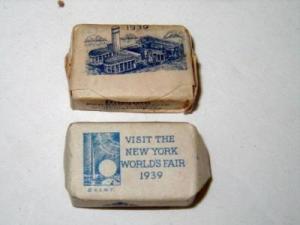 1939
VISIT THE
NEW YORK
WORLD'S FAIR
1939